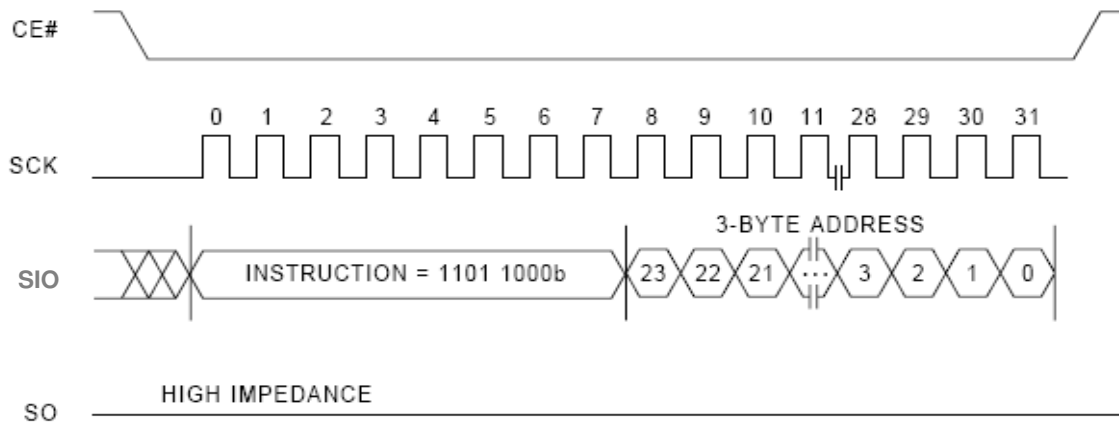 CE#
0 1 2 3 4 5 6 7 8 9 10 11 28 29 30 31
SCK
3-BYTE ADDRESS
SIO INSTRUCTION = 1101 1000b 23 22 21 ... 3 2 1 0
HIGH IMPEDANCE
SO